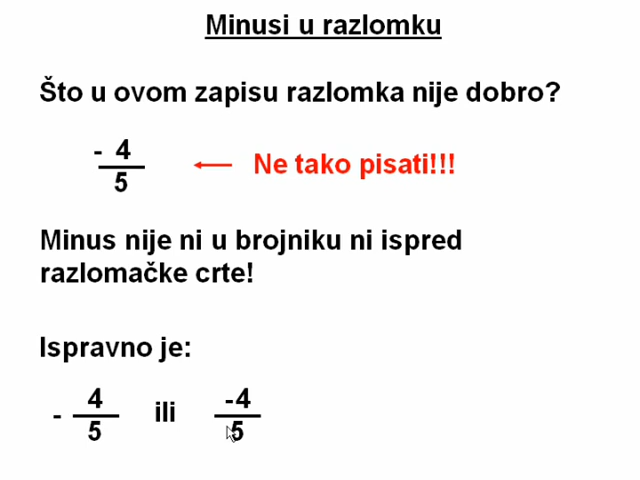 Minusi u razlomku
Što u ovom zapisu razlomka nije dobro?
- 4
5
Ne tako pisati!!!
Minus nije ni u brojniku ni ispred
razlomačke crte!
Ispravno je:
- 4 ili -4
5 5